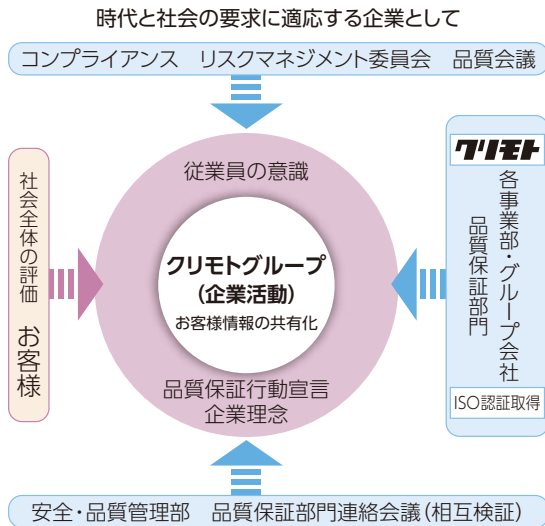 時代と社会の要求に適応する企業として
コンプライアンス リスクマネジメント委員会 品質会議
従業員の意識
クリモトグループ
(企業活動)
お客様情報の共有化
品質保証行動宣言
企業理念
社会全体の評価 お客様
クリモト
各事業部・グループ会社
品質保証部門
ISO認証取得
安全・品質管理部 品質保証部門連絡会議(相互検証)